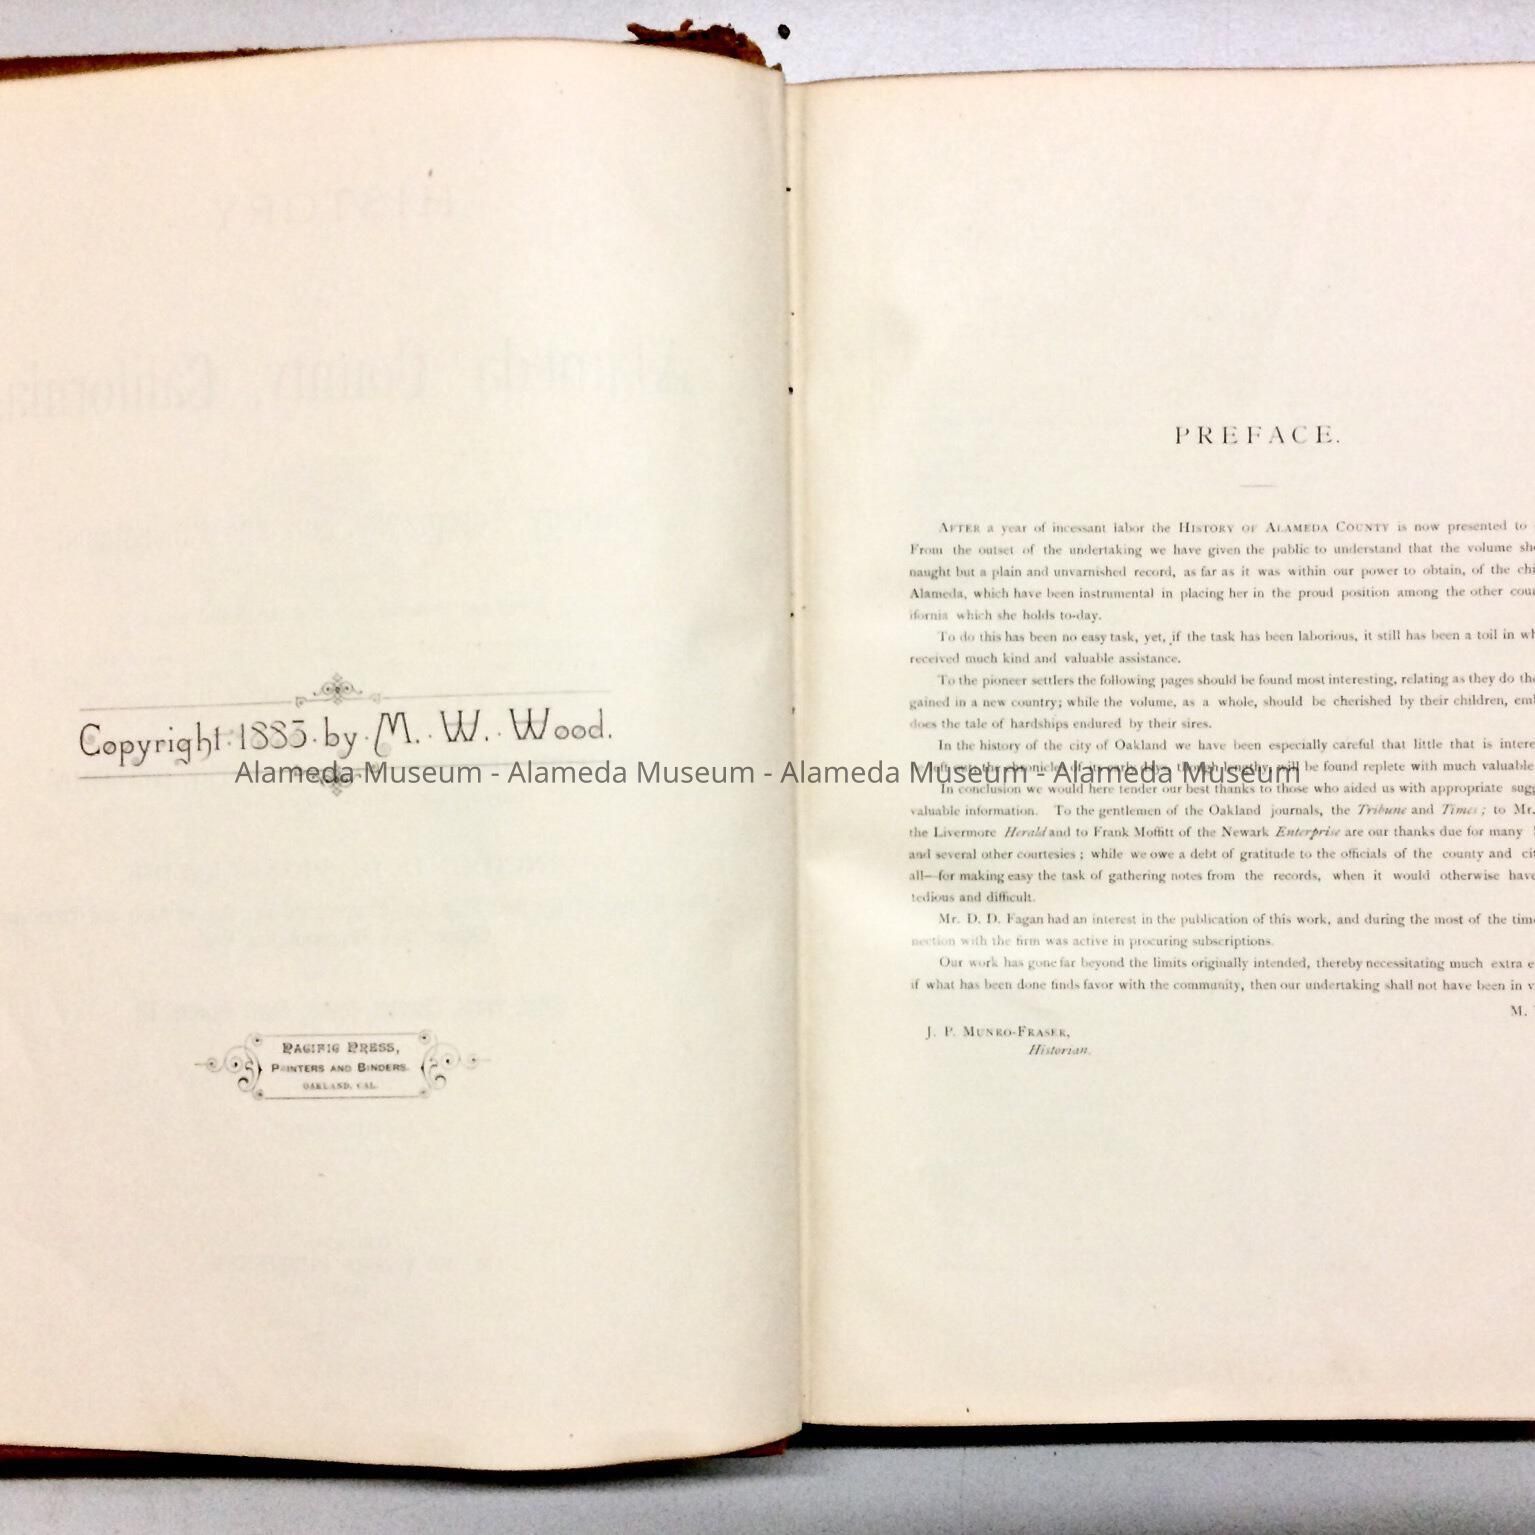 Copyright·1883·by·M.·W.·Wood.
PACIFIC PRESS,
PRINTERS AND BINDERS.
OAKLAND, CAL.
PREFACE.
AFTER a year of incessant labor the HISTORY OF ALAMEDA COUNTY is now presented to
From the outset of the undertaking we have given the public to understand that the volume
naught but a plain and unvarnished record, as far as it was within our power to obtain, of the
Alameda, which have been instrumental in placing her in the proud position among the other
ifornia which she holds to-day.
To do this has been no easy task, yet, if the task has been laborious, it still has been a toil in
received much kind and valuable assistance.
To the pioneer settlers the following pages should be found most interesting, relating as they do
gained in a new country; while the volume, as a whole, should be cherished by their children,
does the tale of hardships endured by their sires.
In the history of the city of Oakland we have been especially careful that little that is
the chronicles of its early days, though lengthy, will be found replete with much valuable
In conclusion we would here tender our best thanks to those who aided us with appropriate
valuable information. To the gentlemen of the Oakland journals, the Tribune and Times; to Mr.
the Livermore Herald and to Frank Moffitt of the Newark Enterprise are our thanks due for many
and several other courtesies; while we owe a debt of gratitude to the officials of the county and
all—for making easy the task of gathering notes from the records, when it would otherwise have
tedious and difficult.
Mr. D. D. Fagan had an interest in the publication of this work, and during the most of the
nection with the firm was active in procuring subscriptions.
Our work has gone far beyond the limits originally intended, thereby necessitating much extra
if what has been done finds favor with the community, then our undertaking shall not have been in
M.
J. P. MUNRO-FRASER,
Historian.
Alameda Museum - Alameda Museum - Alameda Museum - Alameda Museum